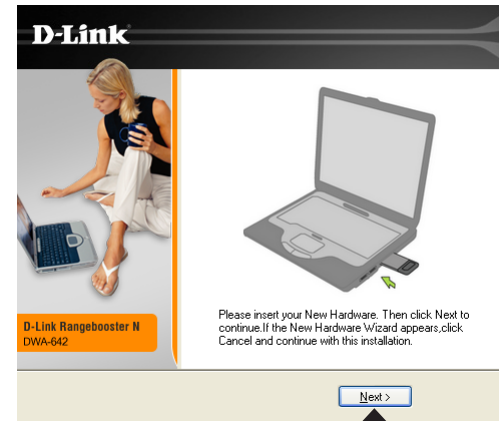 D-Link
Please insert your New Hardware. Then click Next to
continue.If the New Hardware Wizard appears,click
Cancel and continue with this installation.
D-Link Rangebooster N
DWA-642
Next >